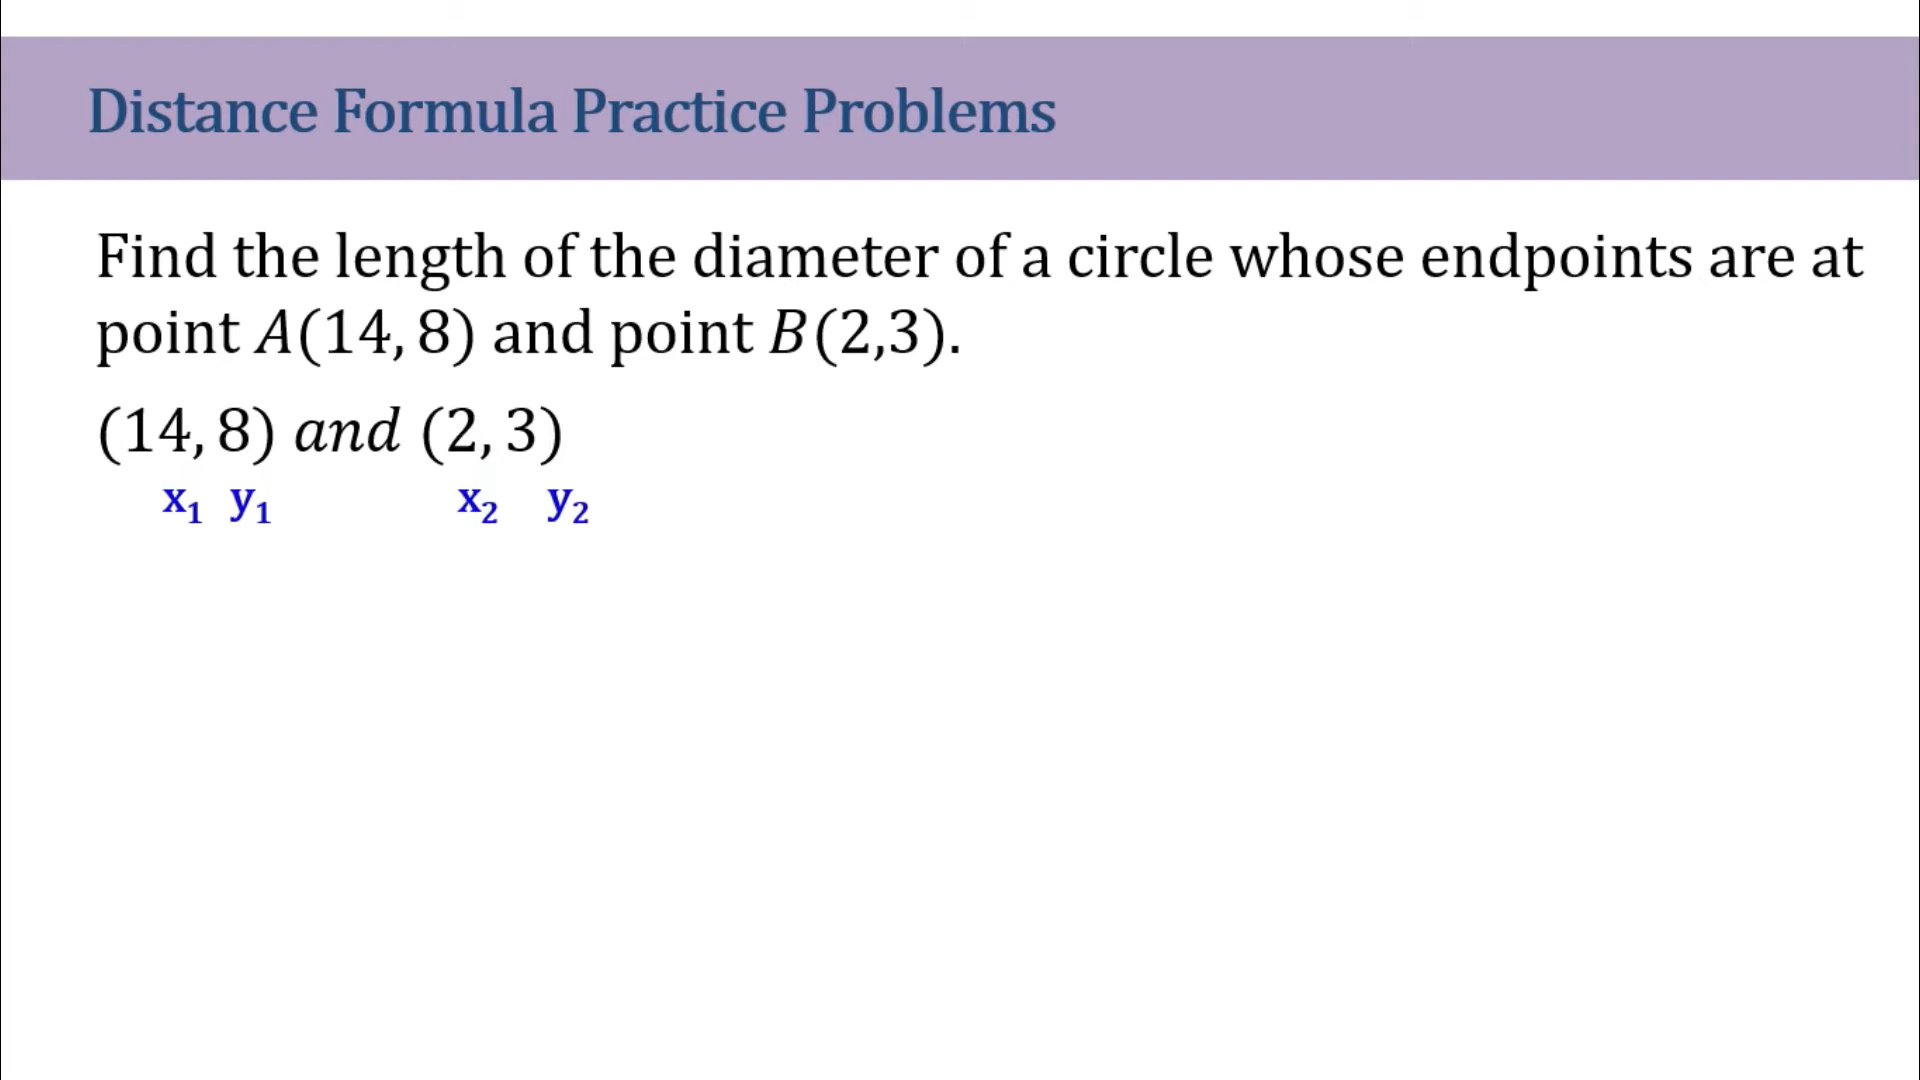 Distance Formula Practice Problems
Find the length of the diameter of a circle whose endpoints are at
point A(14, 8) and point B(2,3).
(14, 8) and (2, 3)
x₁ y₁ x₂ y₂